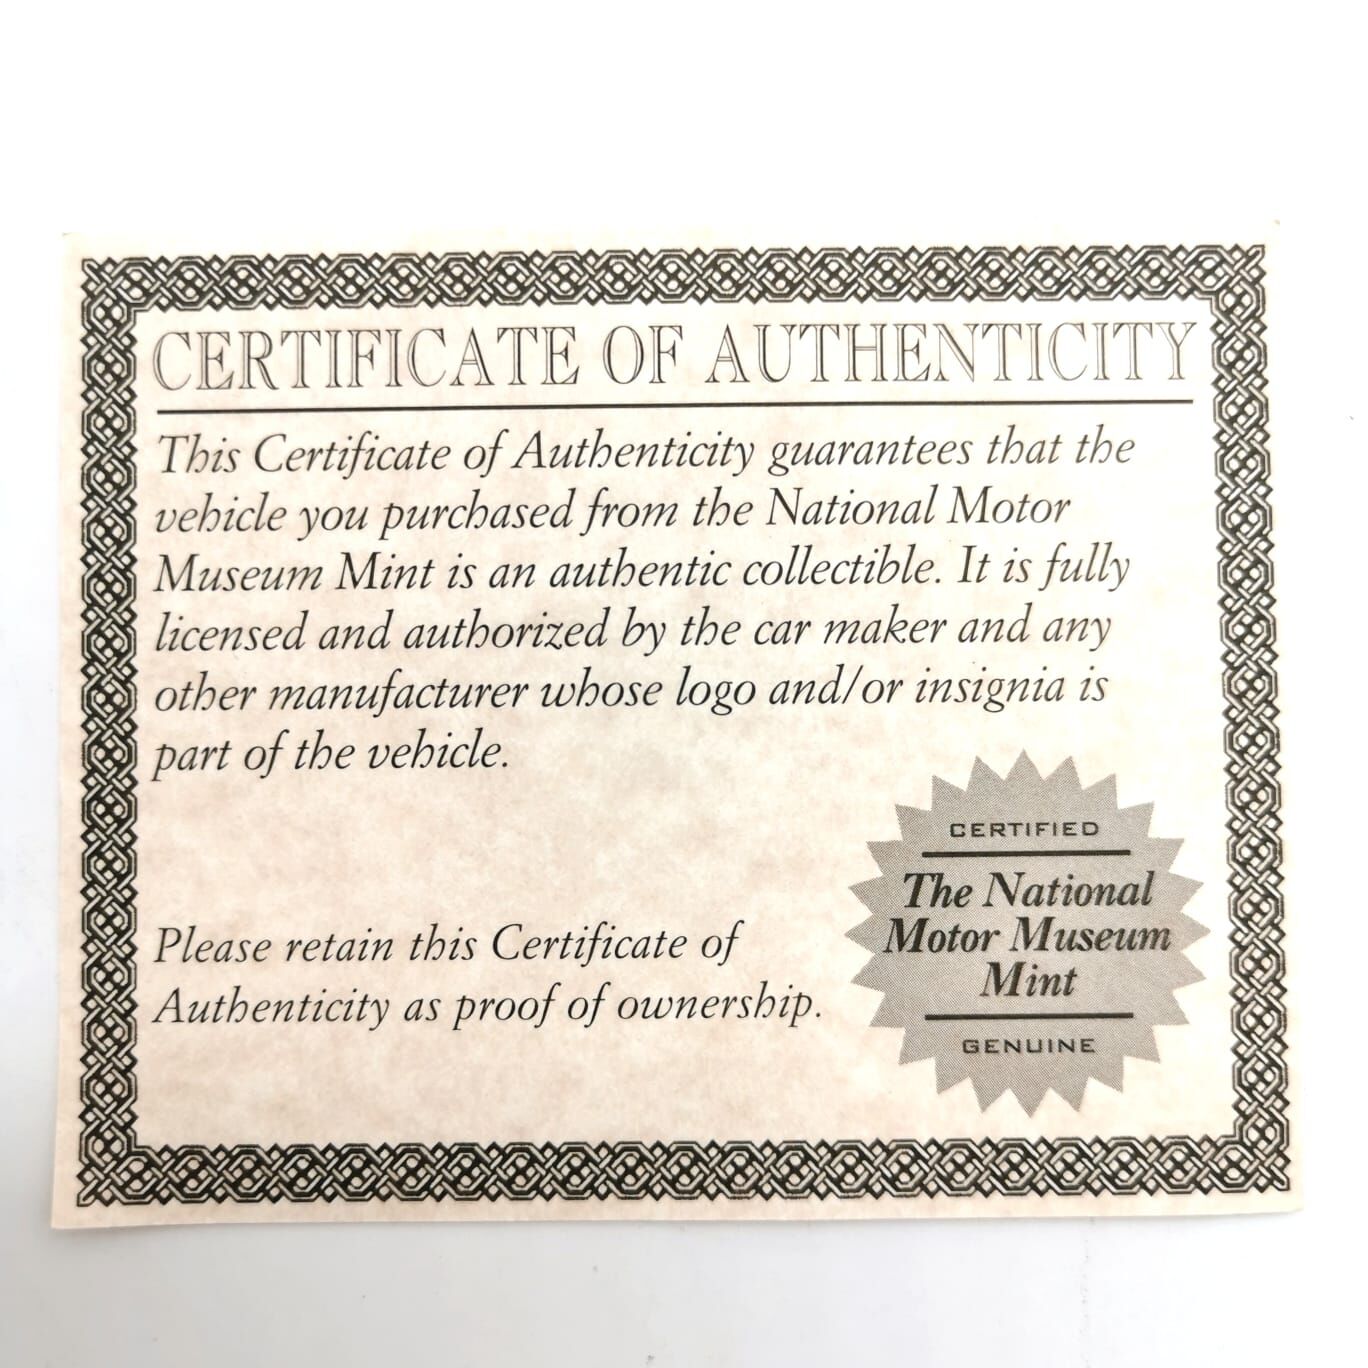 CERTIFICATE OF AUTHENTICITY
This Certificate of Authenticity guarantees that the
vehicle you purchased from the National Motor
Museum Mint is an authentic collectible. It is fully
licensed and authorized by the car maker and any
other manufacturer whose logo and/or insignia is
part of the vehicle.
Please retain this Certificate of
Authenticity as proof of ownership.
CERTIFIED
The National
Motor Museum
Mint
GENUINE